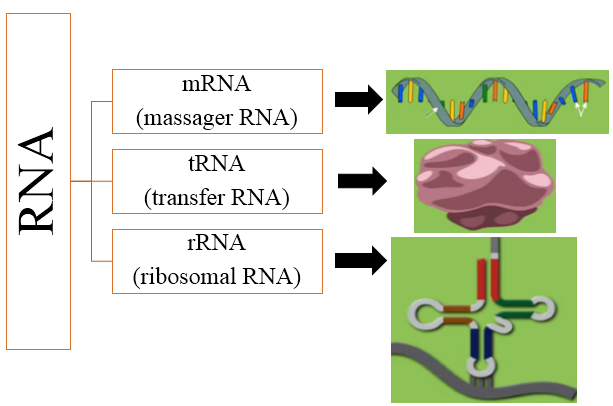 RNA
mRNA
(massager RNA)
tRNA
(transfer RNA)
rRNA
(ribosomal RNA)